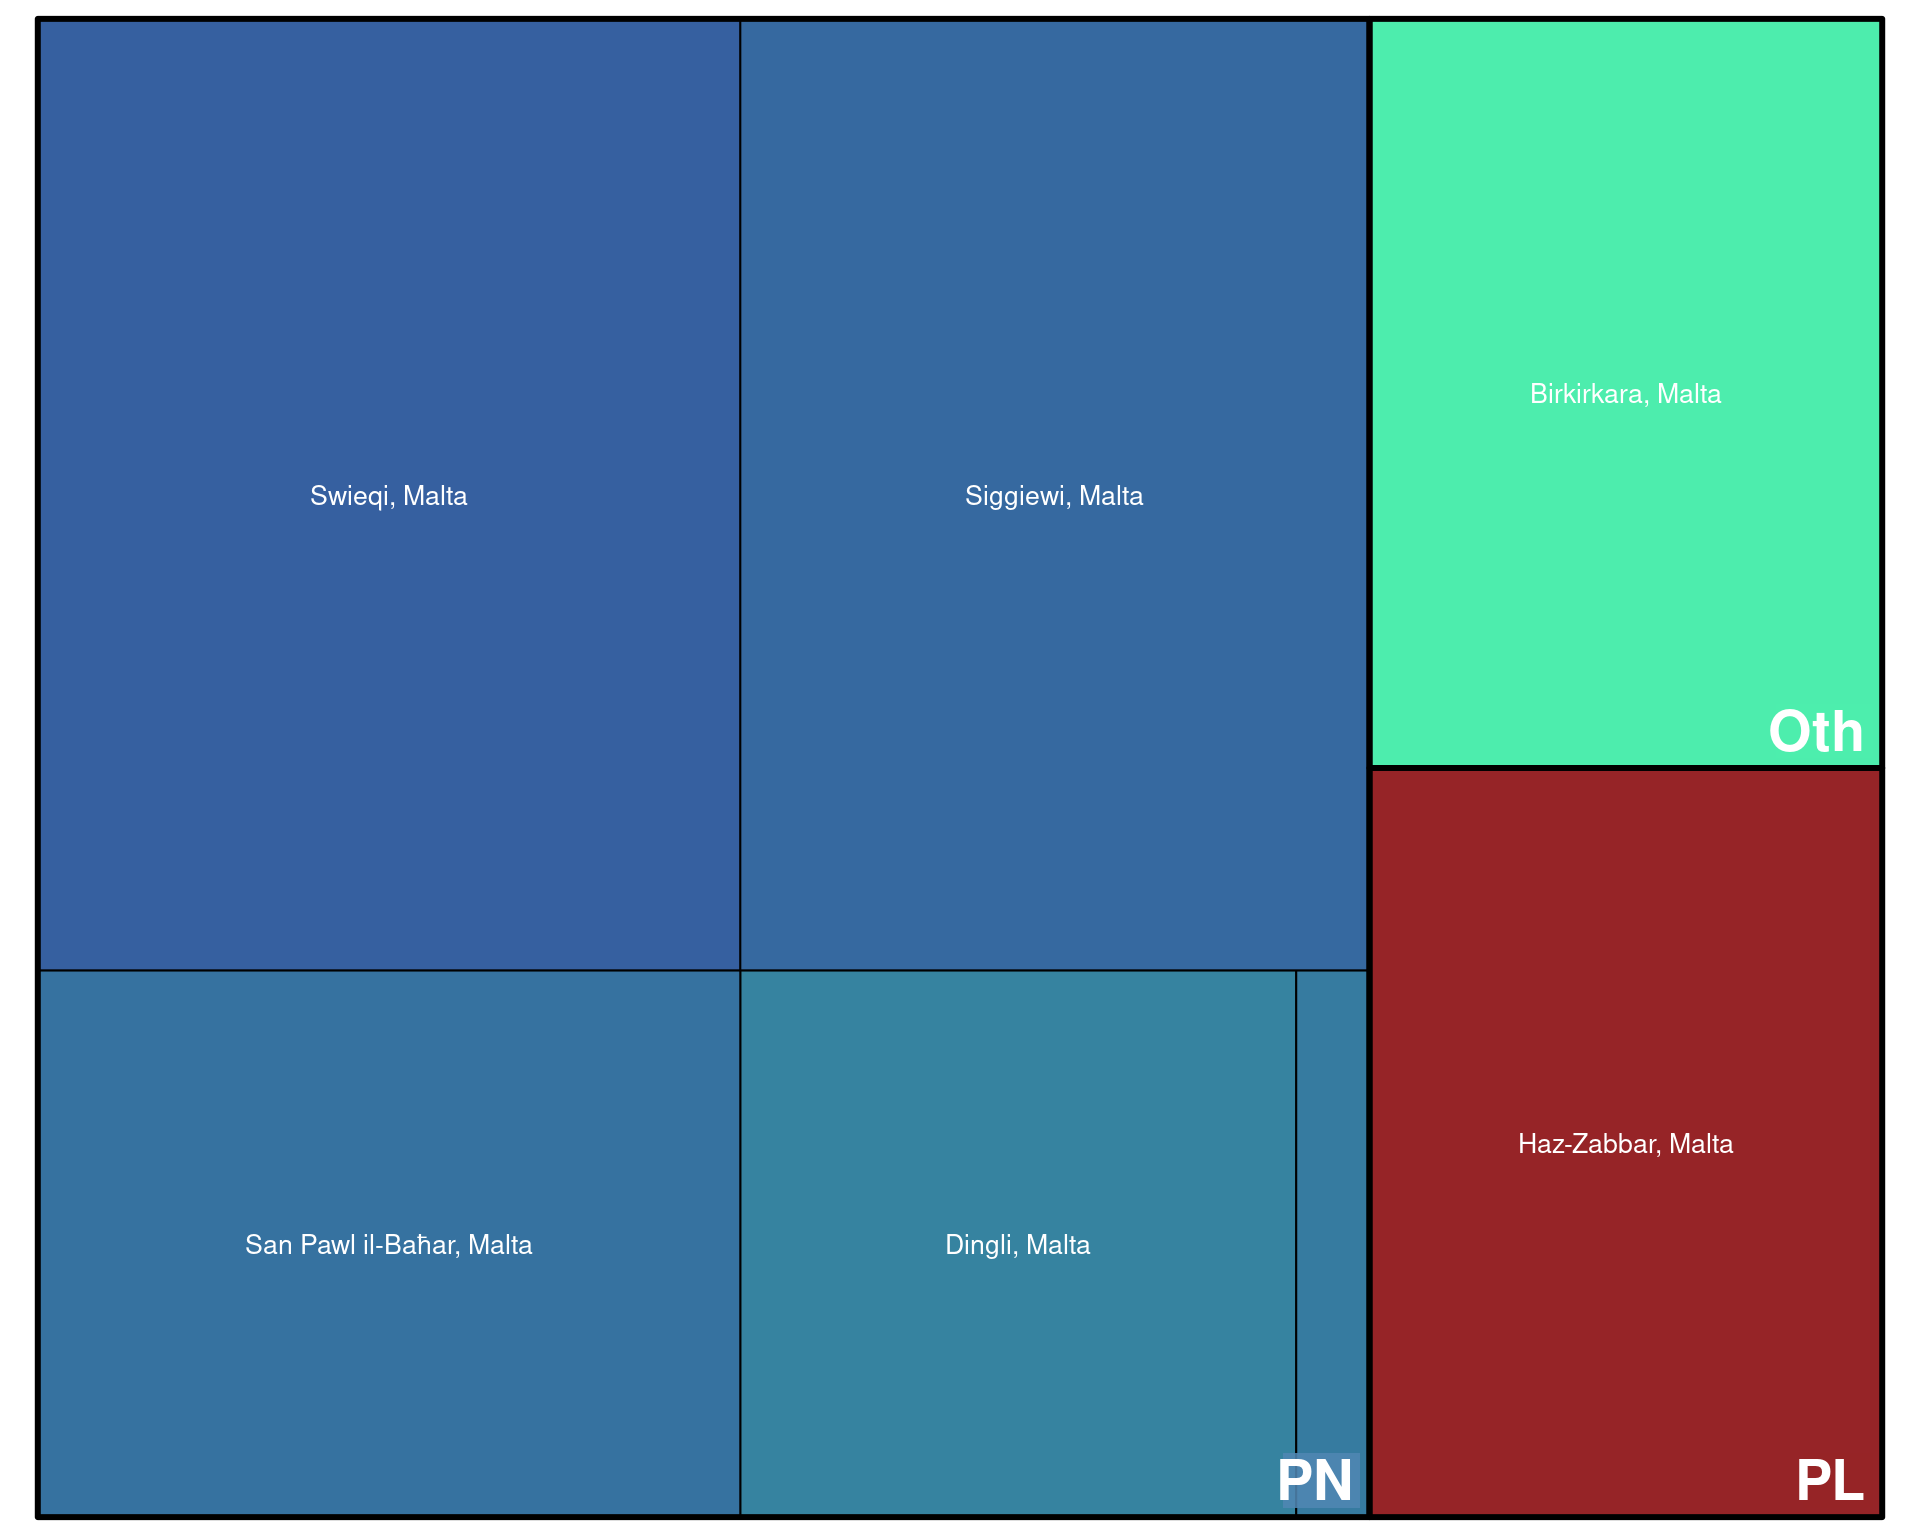 Swieqi, Malta
Siggiewi, Malta
Birkirkara, Malta
Oth
San Pawl il-Baħar, Malta
Dingli, Malta
PN
Haz-Zabbar, Malta
PL